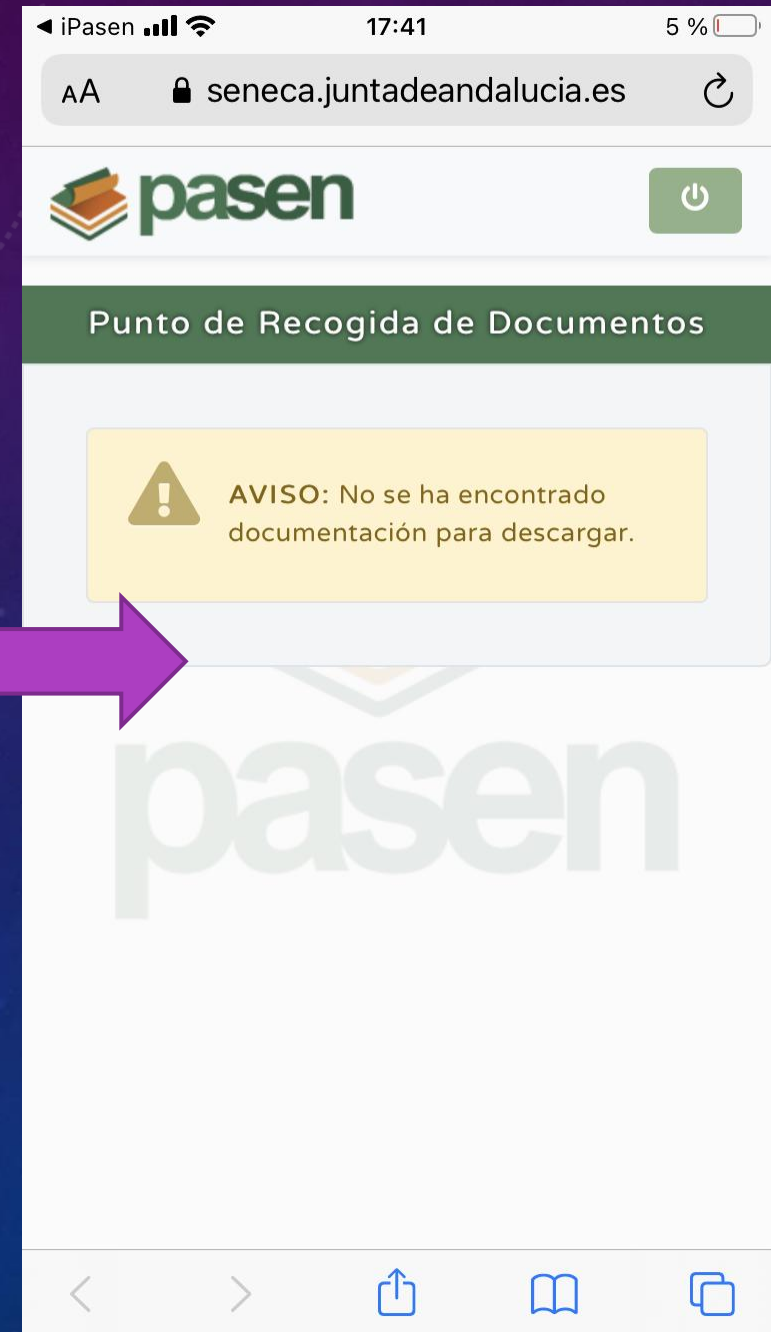 ◀ iPasen 17:41 5 %
AA seneca.juntadeandalucia.es
pasen
Punto de Recogida de Documentos
AVISO: No se ha encontrado
documentación para descargar.
pasen